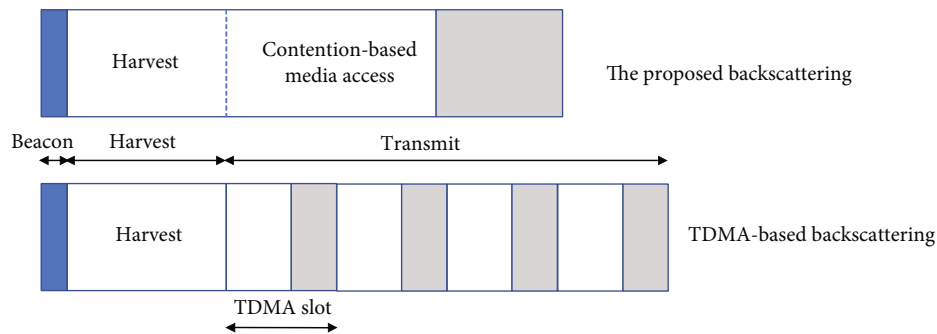 Harvest
Contention-based
media access
The proposed backscattering
Beacon
Harvest
Transmit
Harvest
TDMA-based backscattering
TDMA slot